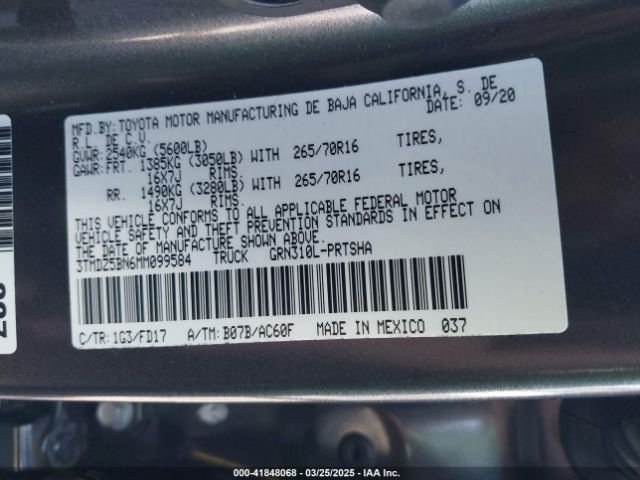 MFD.BY:TOYOTA MOTOR MANUFACTURING DE BAJA CALIFORNIA, S. DE
R.L. DE C.V. DATE: 09/20
GVWR: 2540KG (5600LB)
GAWR:FRT. 1385KG (3050LB) WITH 265/70R16 TIRES,
16X7J RIMS.
RR. 1490KG (3280LB) WITH 265/70R16 TIRES,
16X7J RIMS.
THIS VEHICLE CONFORMS TO ALL APPLICABLE FEDERAL MOTOR
VEHICLE SAFETY AND THEFT PREVENTION STANDARDS IN EFFECT ON
THE DATE OF MANUFACTURE SHOWN ABOVE.
3TMDZ5BN6MM099584 TRUCK GRN310L-PRTSHA
C/TR:1G3/FD17 A/TM:B07B/AC60F MADE IN MEXICO 037
000-41848068 - 03/25/2025 - IAA Inc.